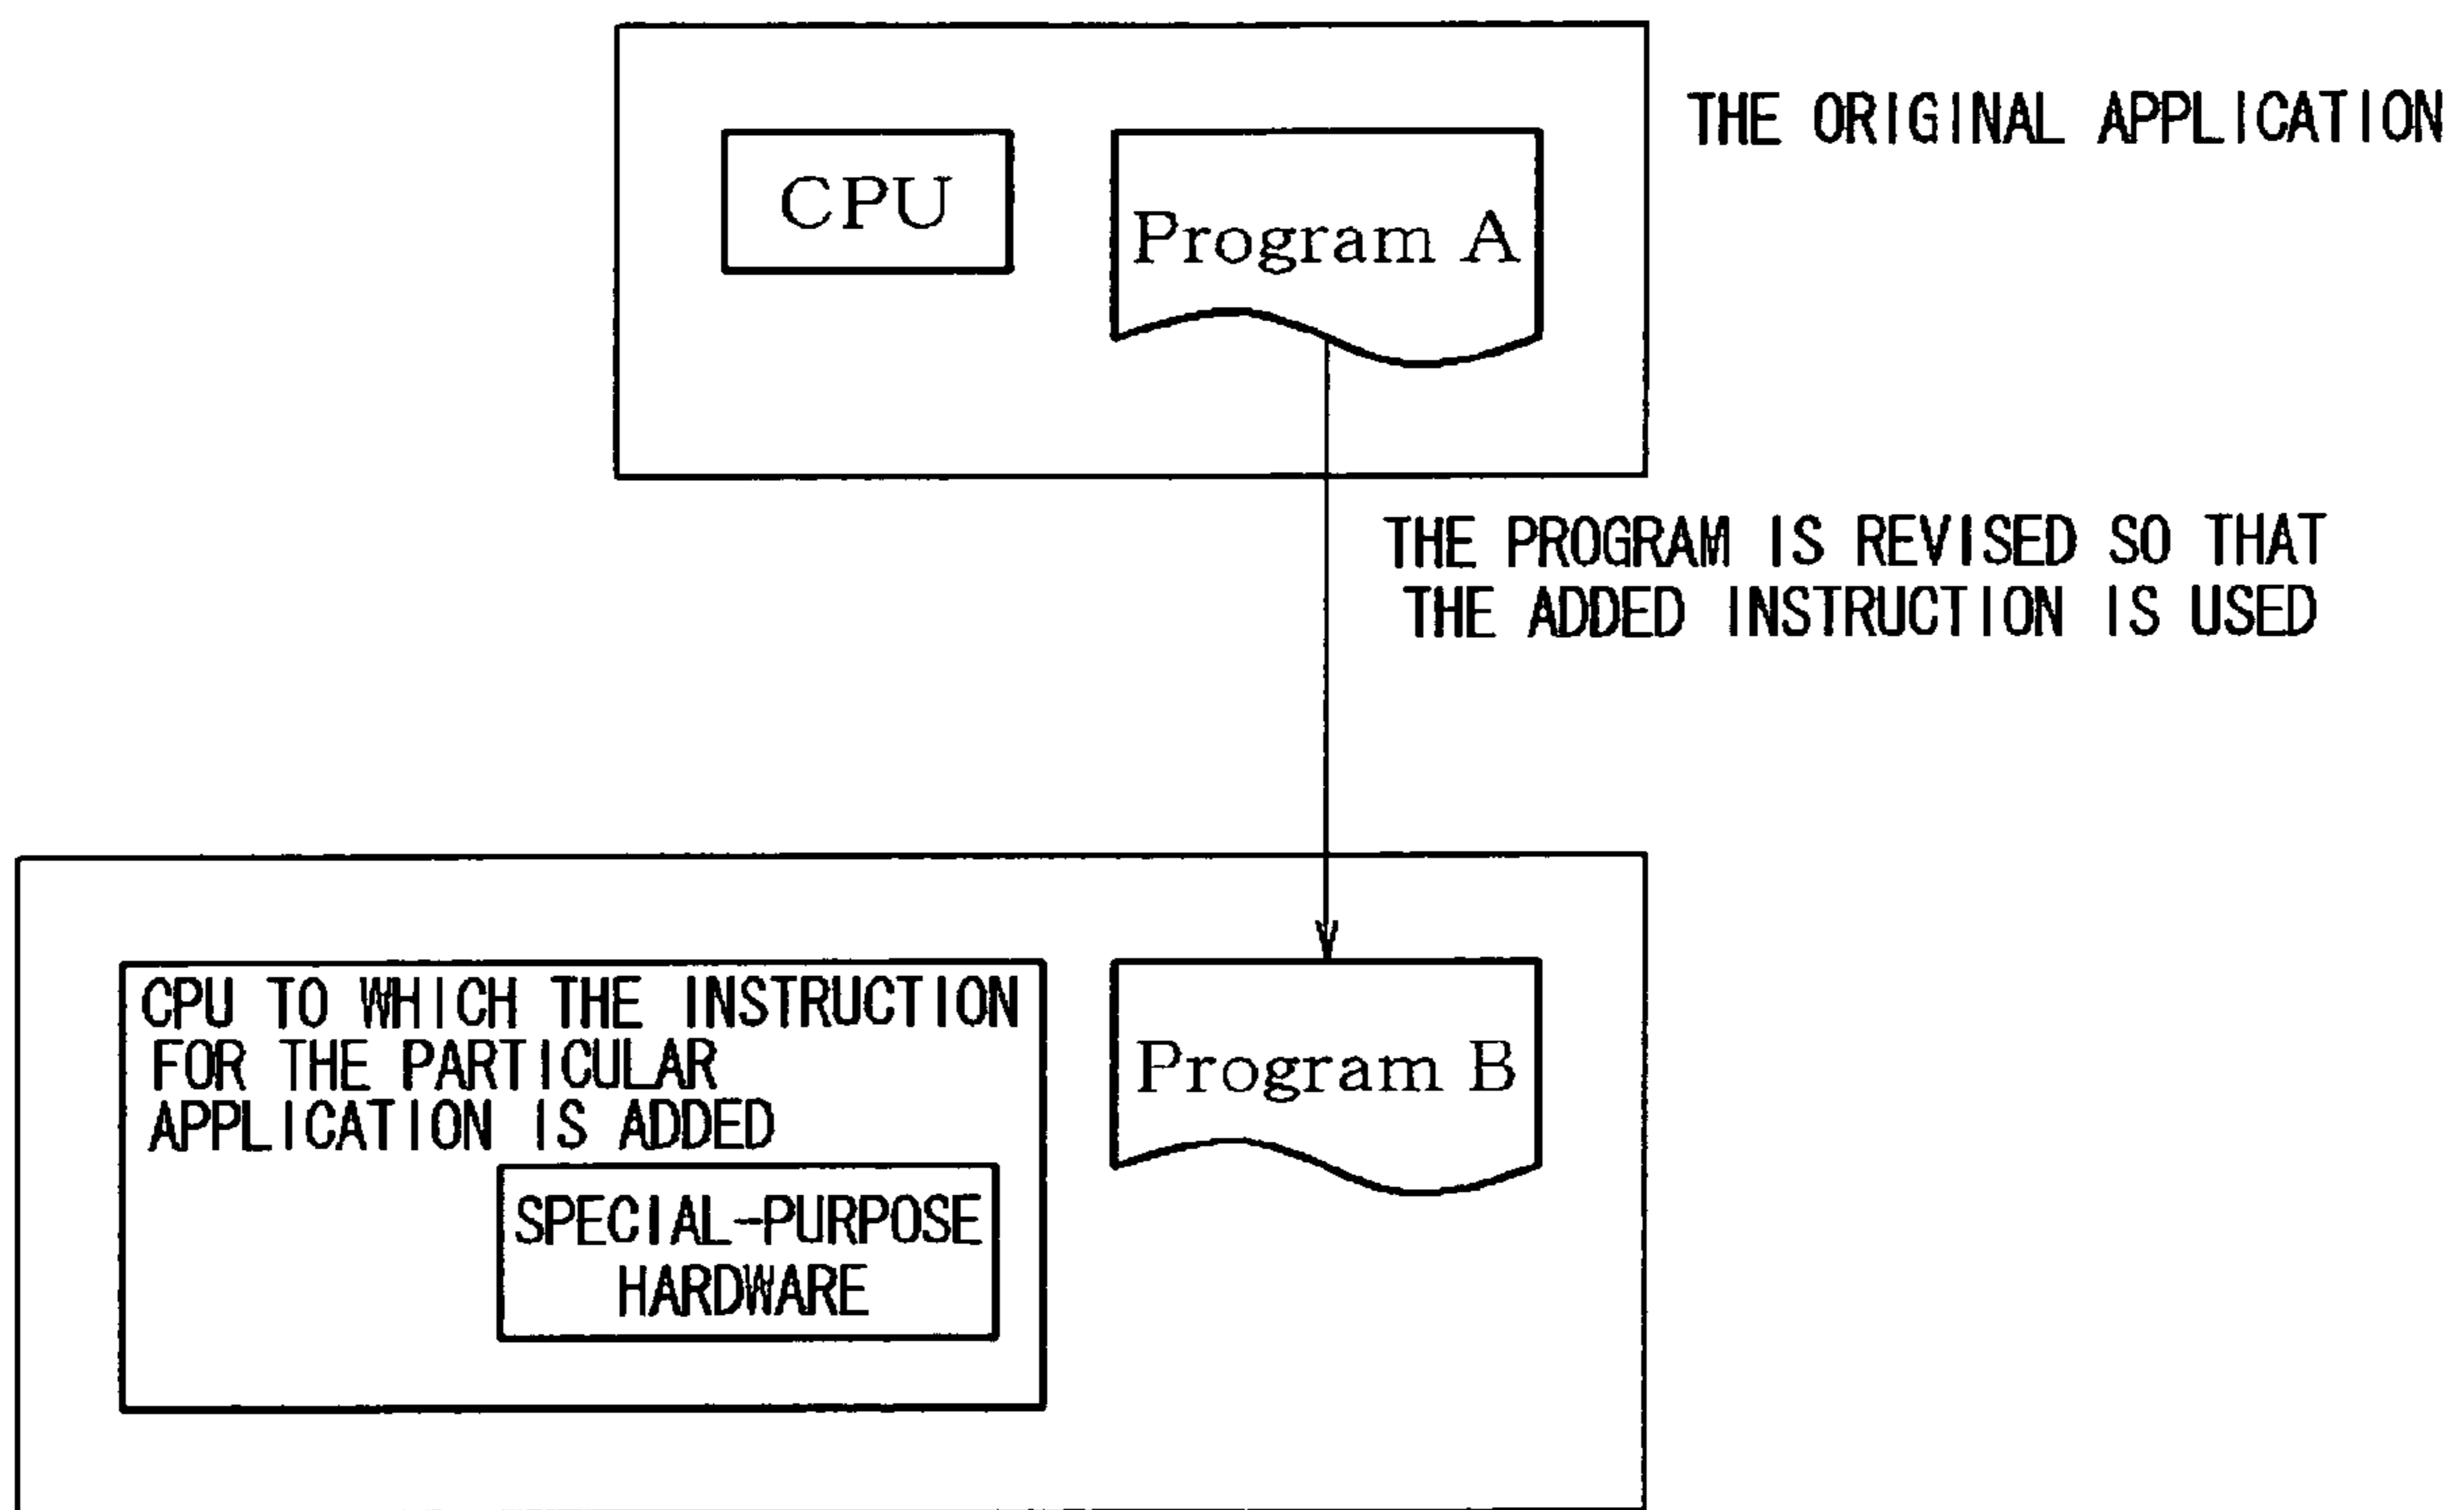 THE ORIGINAL APPLICATION
CPU
Program A
THE PROGRAM IS REVISED SO THAT
THE ADDED INSTRUCTION IS USED
CPU TO WHICH THE INSTRUCTION
FOR THE PARTICULAR
APPLICATION IS ADDED
SPECIAL-PURPOSE
HARDWARE
Program B